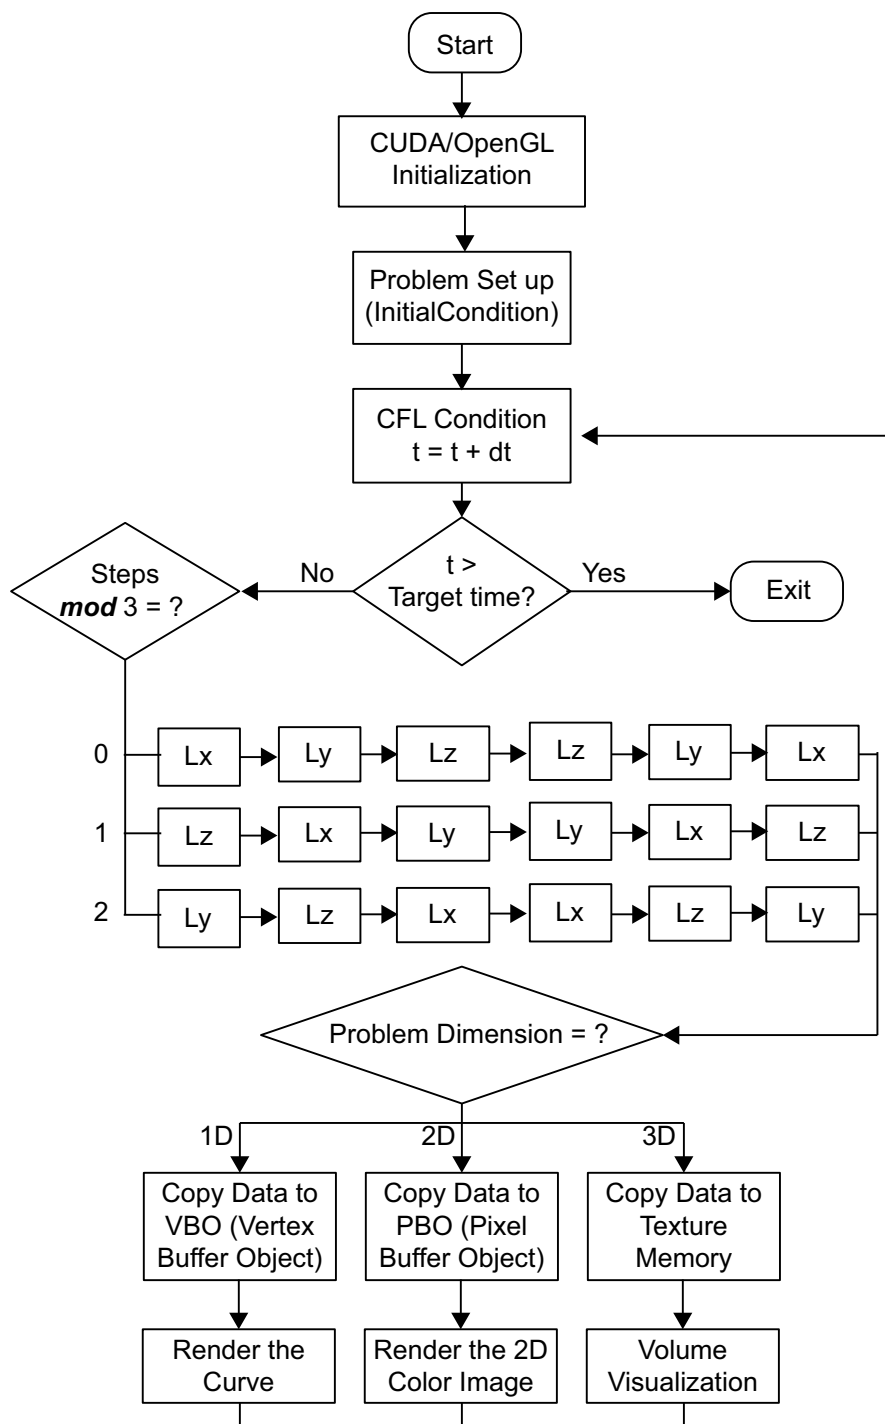 Start
CUDA/OpenGL
Initialization
Problem Set up
(InitialCondition)
CFL Condition
t = t + dt
t >
Target time?
No
Yes
Exit
Steps
mod 3 = ?
0 Lx Ly Lz Lz Ly Lx
1 Lz Lx Ly Ly Lx Lz
2 Ly Lz Lx Lx Lz Ly
Problem Dimension = ?
1D
2D
3D
Copy Data to
VBO (Vertex
Buffer Object)
Copy Data to
PBO (Pixel
Buffer Object)
Copy Data to
Texture
Memory
Render the
Curve
Render the 2D
Color Image
Volume
Visualization